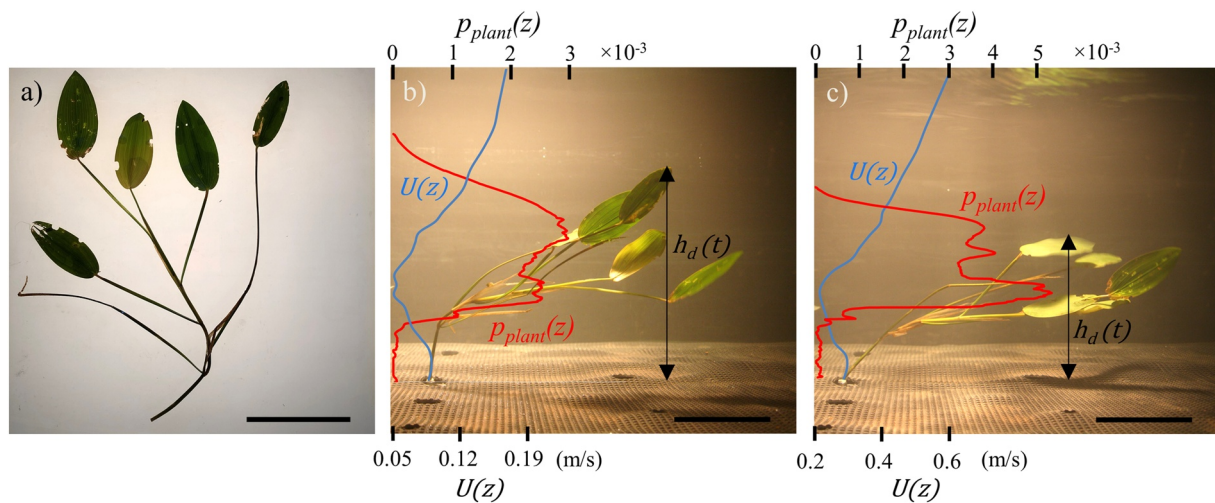 p_plant(z)
0 1 2 3 ×10⁻³
p_plant(z)
0 1 2 3 4 5 ×10⁻³
a)
b)
U(z)
h_d(t)
p_plant(z)
c)
U(z)
p_plant(z)
h_d(t)
0.05 0.12 0.19 (m/s)
U(z)
0.2 0.4 0.6 (m/s)
U(z)